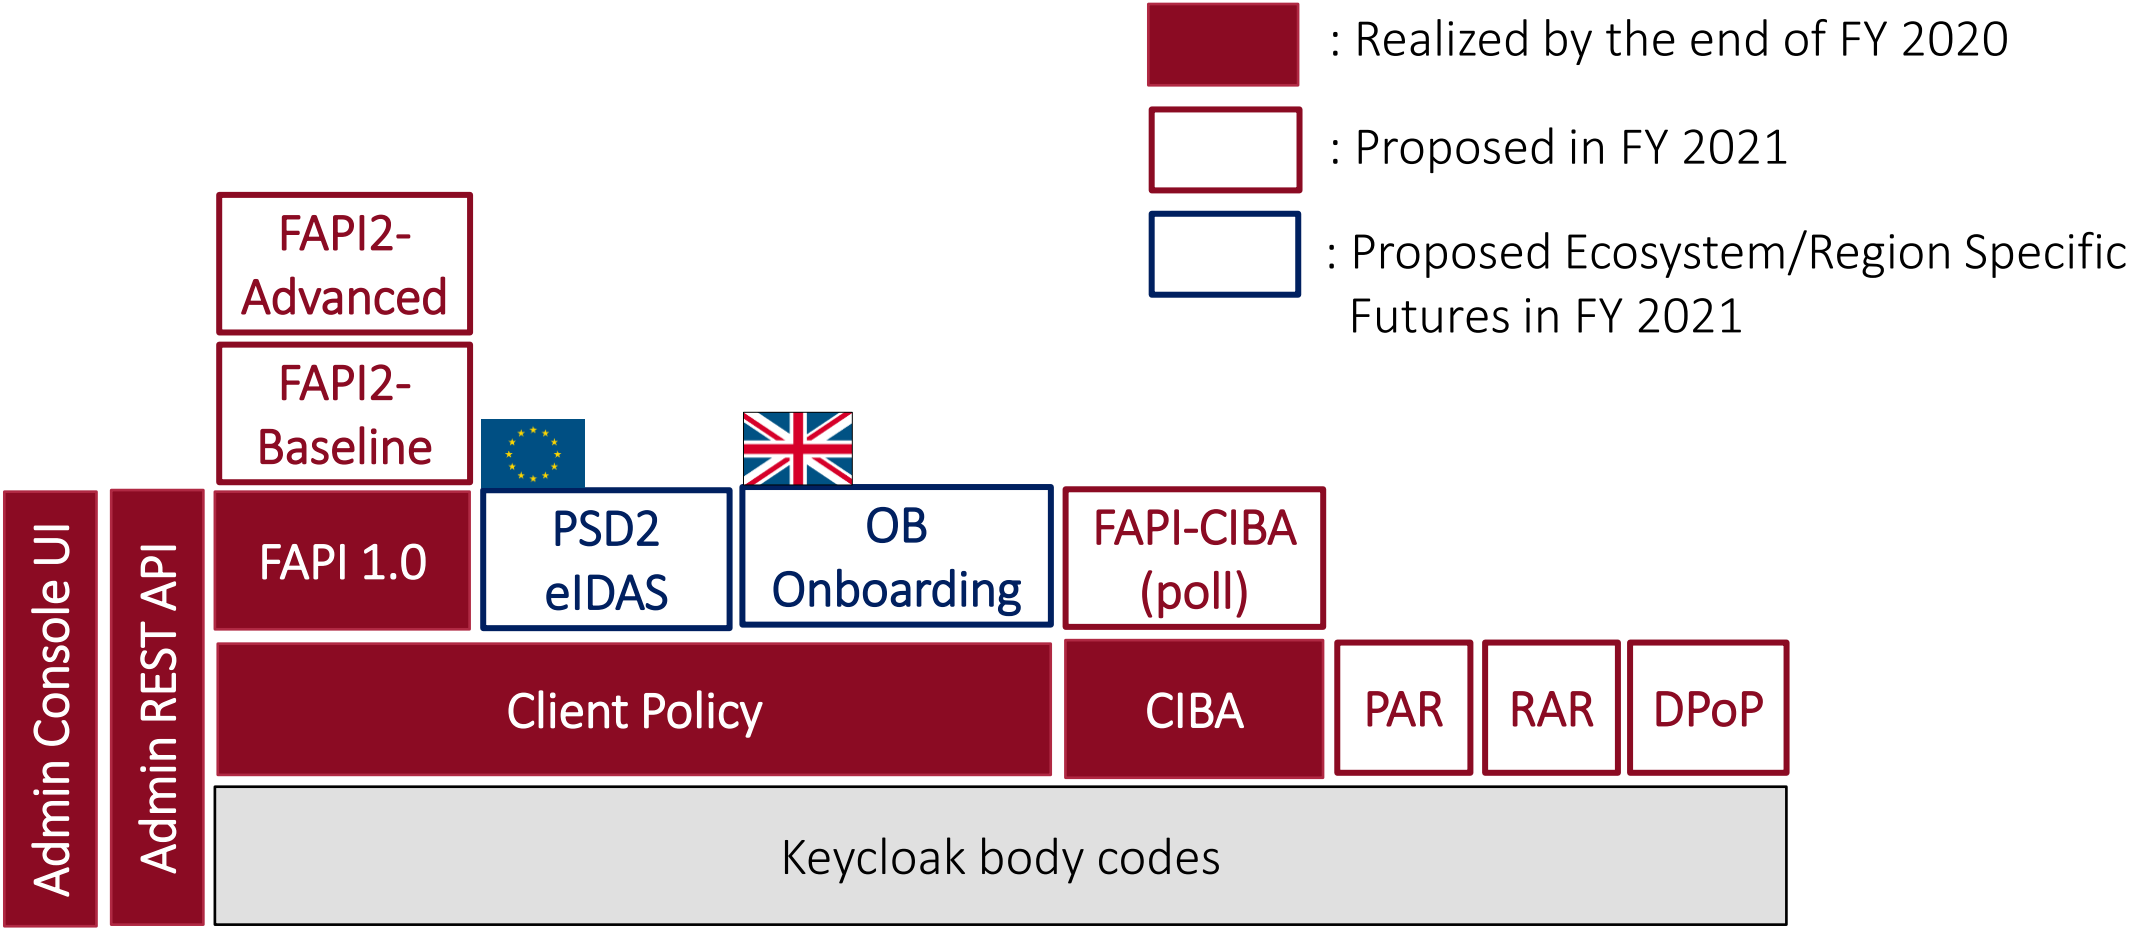 : Realized by the end of FY 2020
: Proposed in FY 2021
: Proposed Ecosystem/Region Specific
Futures in FY 2021
FAPI2-
Advanced
FAPI2-
Baseline
Admin Console UI
Admin REST API
FAPI 1.0
PSD2
eIDAS
OB
Onboarding
FAPI-CIBA
(poll)
Client Policy
CIBA
PAR
RAR
DPoP
Keycloak body codes